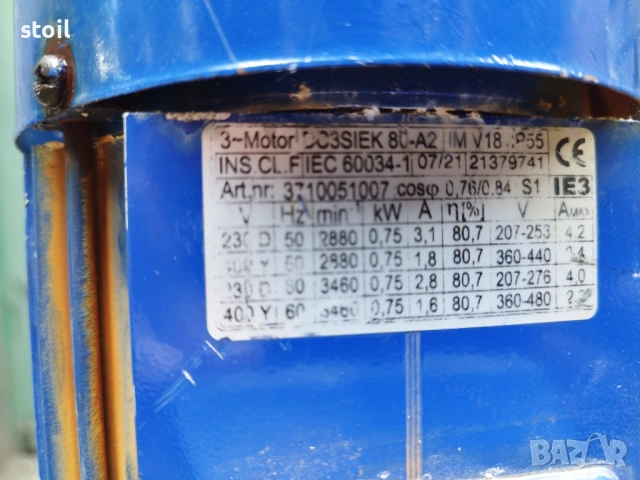 stoil
3~Motor DC3SIEK 80-A2 IM V18 IP55
INS.CL.F IEC 60034-1 07/21 21379741 CE
Art.nr: 3710051007 cosφ 0,76/0,84 S1 IE3
V Hz min⁻¹ kW A η[%] V AMAX
230 D 50 2880 0,75 3,1 80,7 207-253 4.2
400 Y 50 2880 0,75 1,8 80,7 360-440
230 D 60 3460 0,75 2,8 80,7 207-276 4.0
400 Y 60 3460 0,75 1,6 80,7 360-480
BAZAR